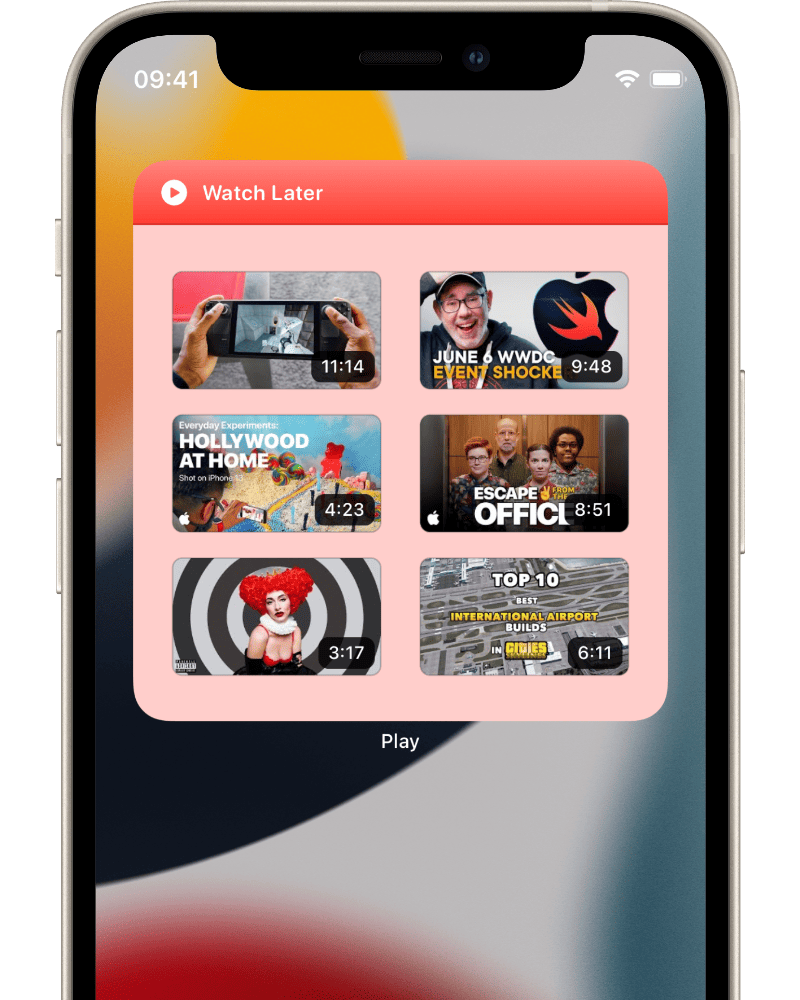 09:41
Watch Later
11:14
JUNE 6 WWDC
EVENT SHOCKE
9:48
Everyday Experiments:
HOLLYWOOD
AT HOME
Shot on iPhone 13
4:23
ESCAPE FROM THE
OFFIC
8:51
3:17
TOP 10
BEST
INTERNATIONAL AIRPORT
BUILDS
IN CITIES
SKYLINES
6:11
Play